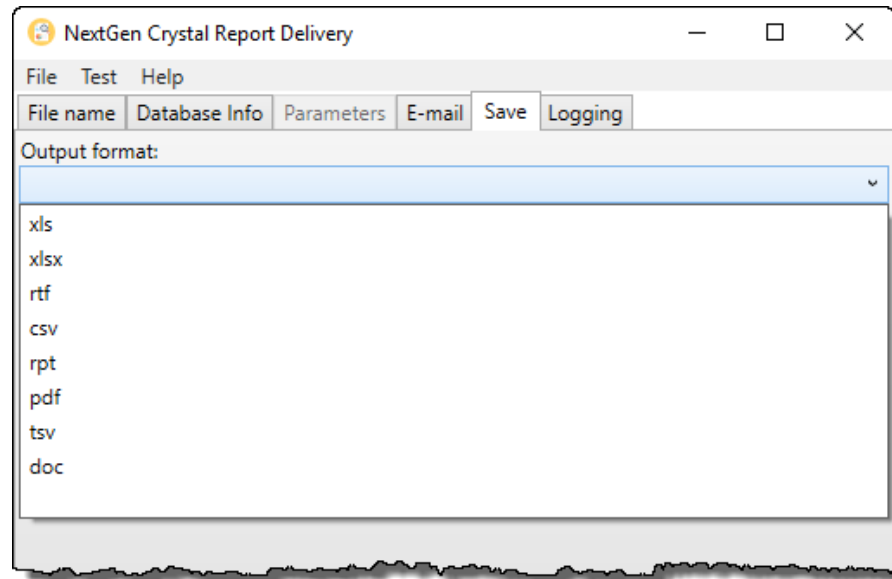 NextGen Crystal Report Delivery
File Test Help
File name Database Info Parameters E-mail Save Logging
Output format:
xls
xlsx
rtf
csv
rpt
pdf
tsv
doc